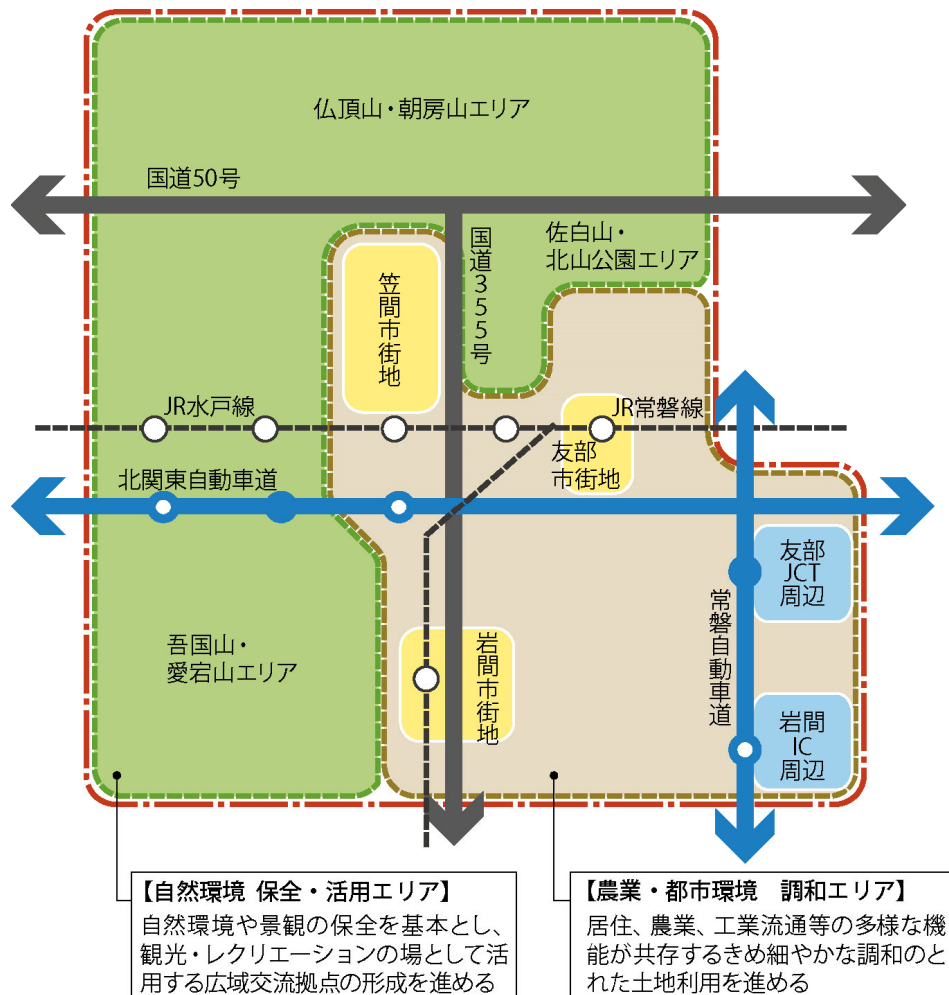 仏頂山・朝房山エリア
国道50号
佐白山・
北山公園エリア
国道355号
笠間市街地
JR水戸線
JR常磐線
友部
市街地
北関東自動車道
友部
JCT
周辺
常磐自動車道
吾国山・
愛宕山エリア
岩間市街地
岩間
IC
周辺
【自然環境 保全・活用エリア】
自然環境や景観の保全を基本とし、
観光・レクリエーションの場として活
用する広域交流拠点の形成を進める
【農業・都市環境　調和エリア】
居住、農業、工業流通等の多様な機
能が共存するきめ細やかな調和のと
れた土地利用を進める